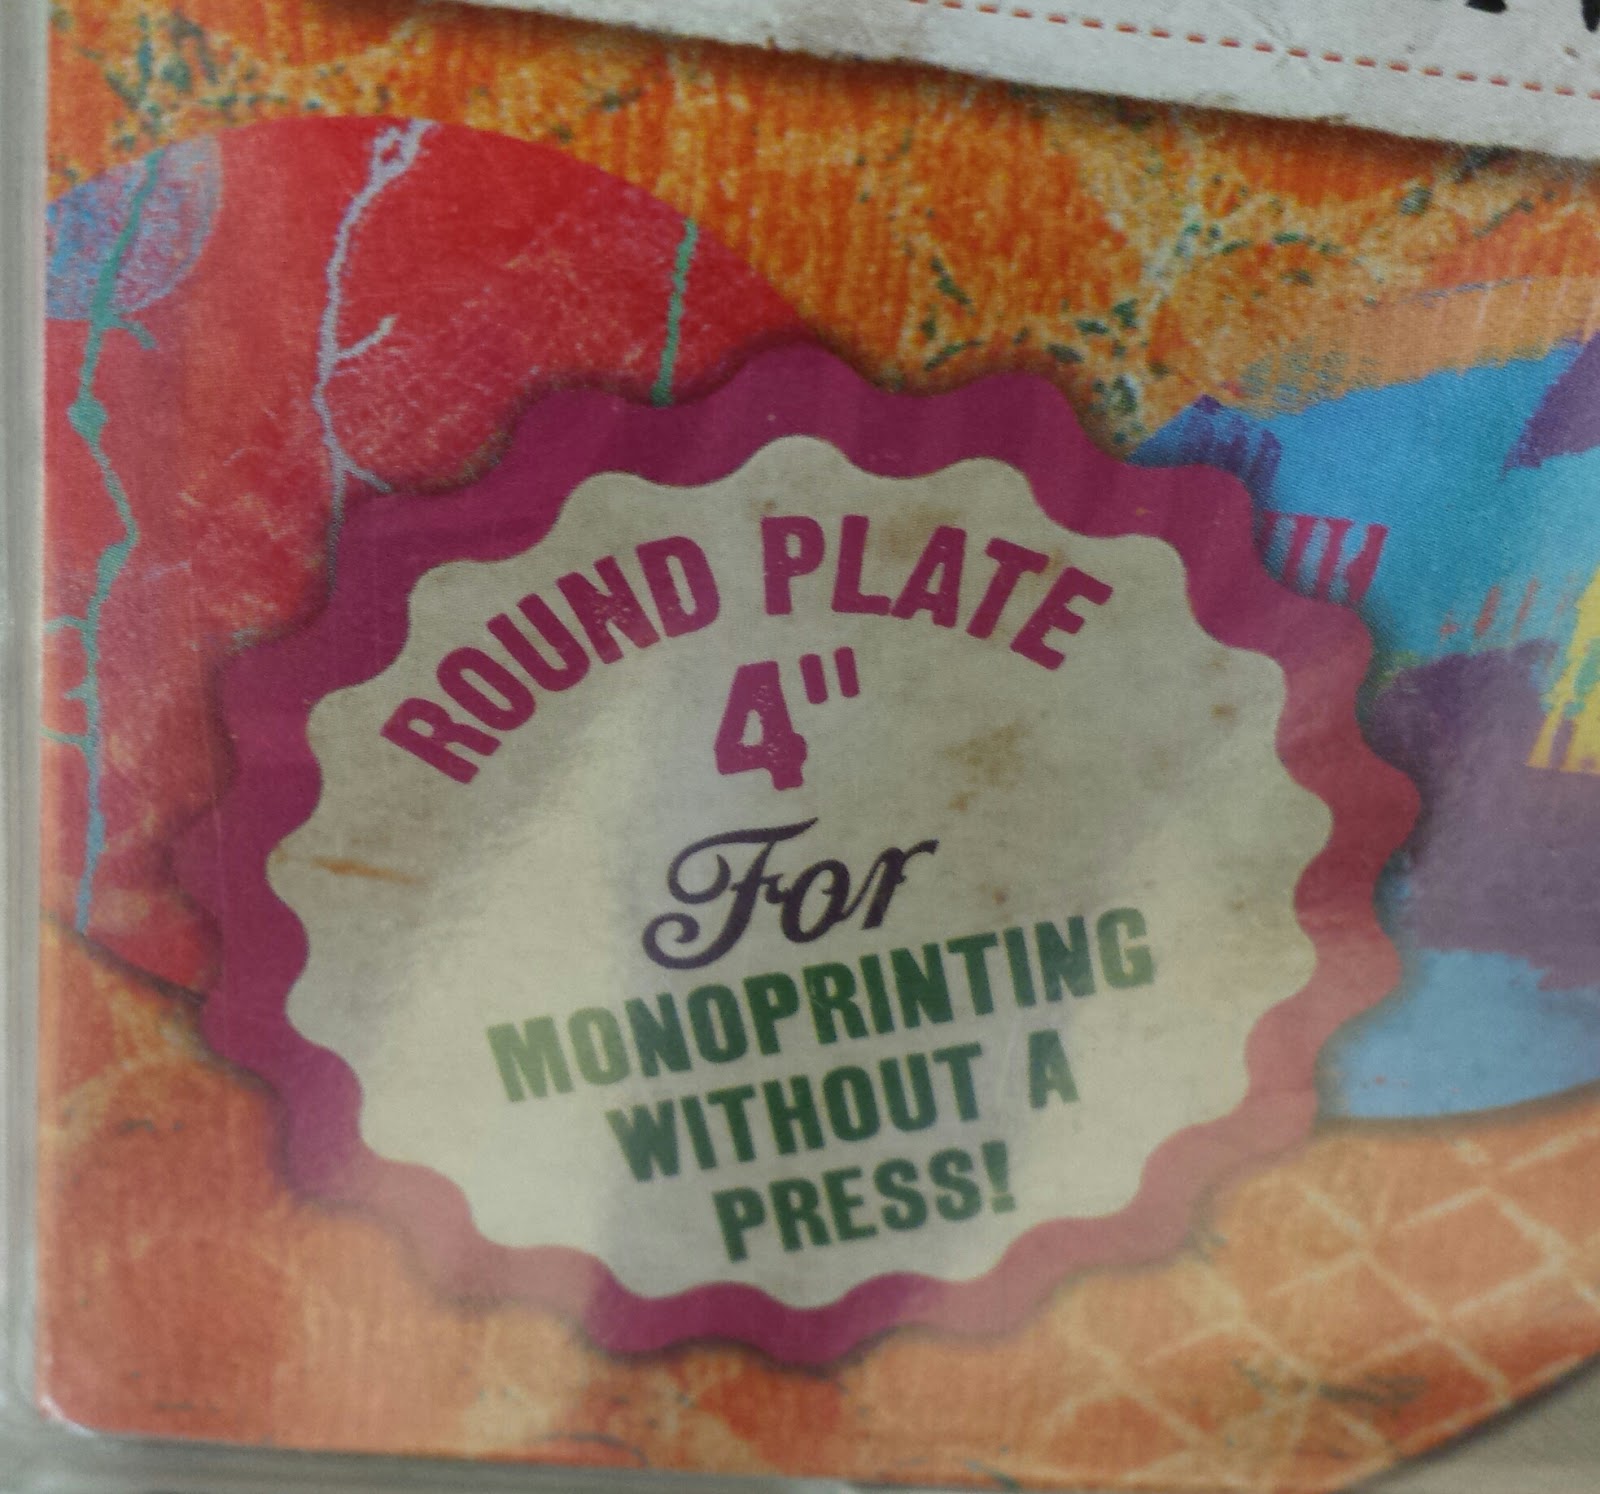 ROUND PLATE
4"
For
MONOPRINTING
WITHOUT A
PRESS!